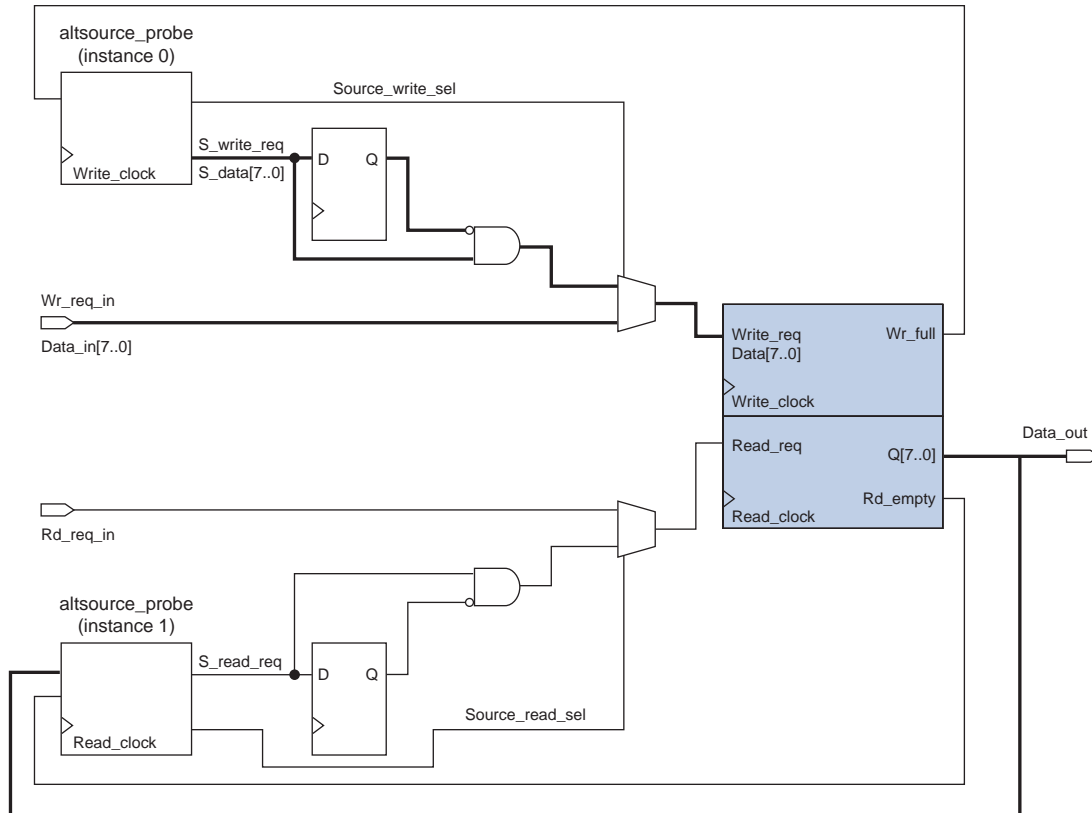 altsource_probe
(instance 0)
Source_write_sel
S_write_req
S_data[7..0]
D Q
Write_clock
Wr_req_in
Data_in[7..0]
Write_req
Data[7..0]
Wr_full
Write_clock
Read_req
Q[7..0]
Data_out
Rd_empty
Read_clock
Rd_req_in
altsource_probe
(instance 1)
S_read_req
D Q
Source_read_sel
Read_clock